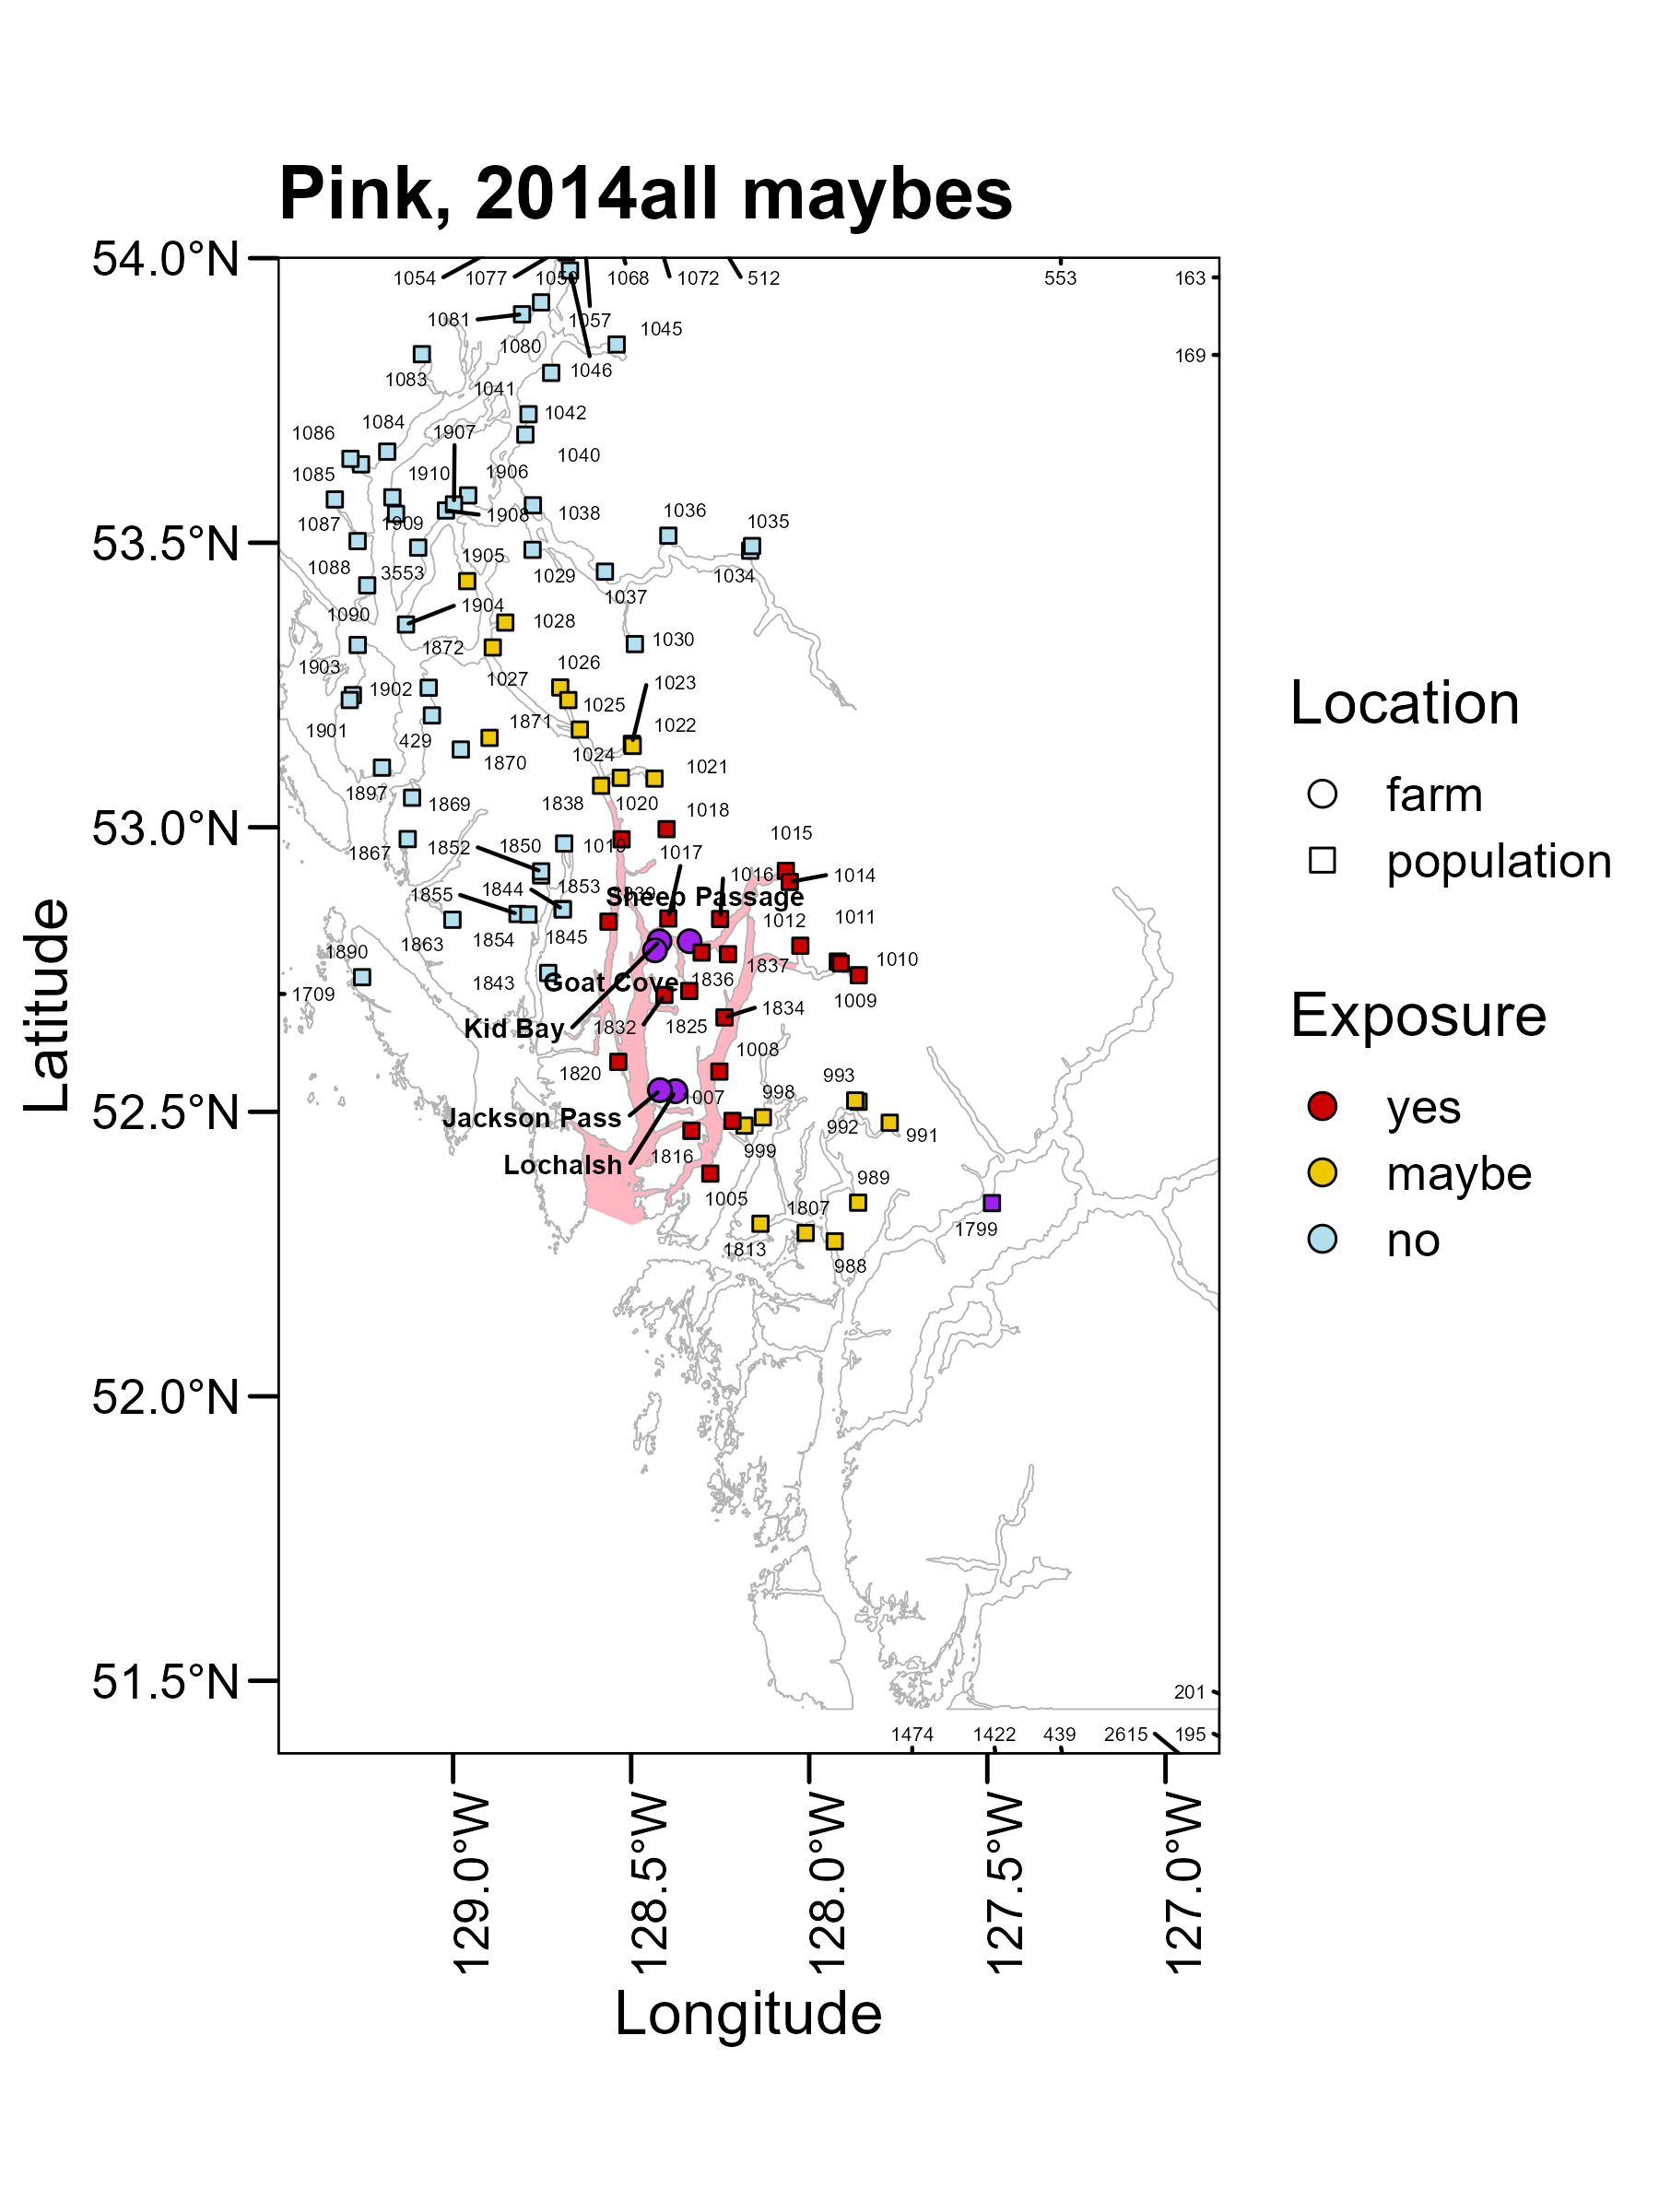 Pink, 2014all maybes
54.0°N
53.5°N
53.0°N
52.5°N
52.0°N
51.5°N
Latitude
1054 1077 1059 1068 1072 512 553 163
1081 1057 1045 169
1080
1083 1041 1046
1084 1042
1086 1907
1085 1910 1906 1040
1087 1909 1908 1038 1036 1035
1088 3553 1905 1029 1034
1090 1904 1037
1903 1872 1028 1030
1902 1027 1026 1023
1901 429 1871 1025 1022
1870 1024 1021
1897 1869 1838 1020 1018
1867 1852 1850 1019 1017 1015
1855 1844 1853 1839 1016 1014
Sheep Passage
1863 1854 1845 1012 1011
1890 1843 1837 1010
Goat Cove 1836
1709 1009
Kid Bay 1832 1825 1834
1820 1008
1007 998 993
Jackson Pass 992 991
Lochalsh 1816 999
1005 1807 989
1813 1799
988
201
1474 1422 439 2615 195
129.0°W
128.5°W
128.0°W
127.5°W
127.0°W
Longitude
Location
farm
population
Exposure
yes
maybe
no